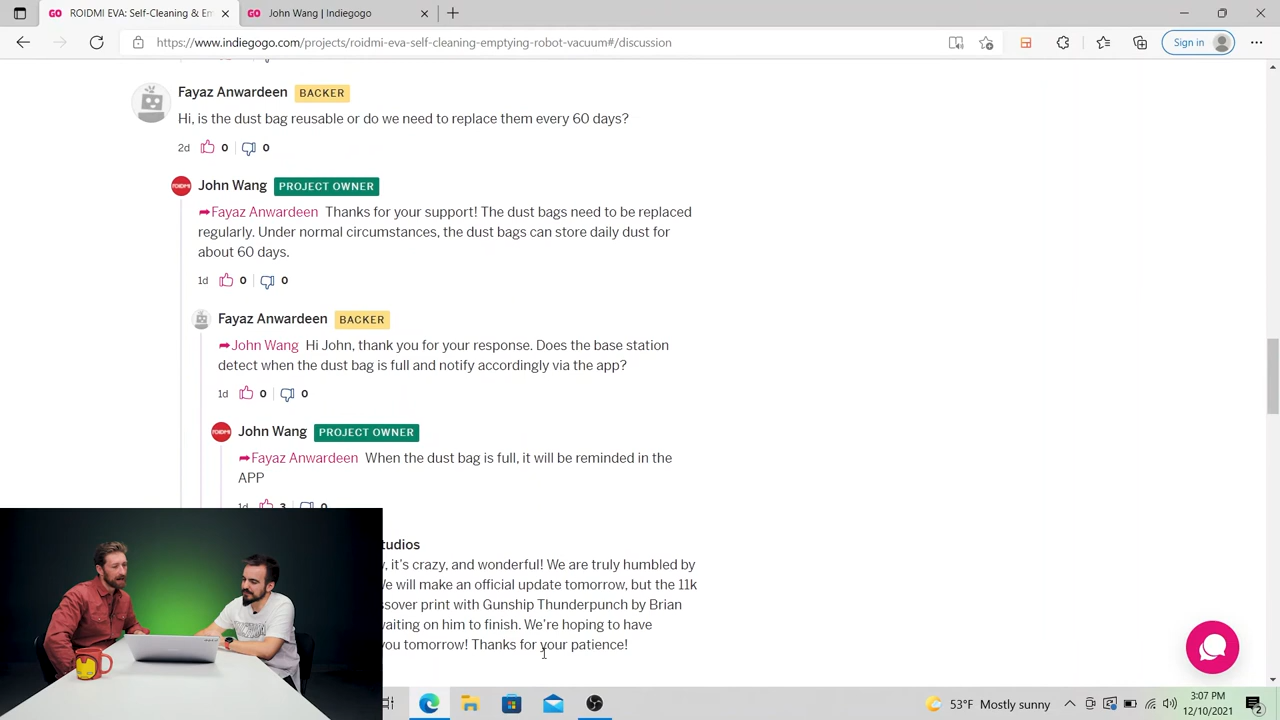 ROIDMI EVA: Self-Cleaning & Em
John Wang | Indiegogo
https://www.indiegogo.com/projects/roidmi-eva-self-cleaning-emptying-robot-vacuum#/discussion
Sign in
Fayaz Anwardeen BACKER
Hi, is the dust bag reusable or do we need to replace them every 60 days?
2d 0 0
John Wang PROJECT OWNER
Fayaz Anwardeen Thanks for your support! The dust bags need to be replaced
regularly. Under normal circumstances, the dust bags can store daily dust for
about 60 days.
1d 0 0
Fayaz Anwardeen BACKER
John Wang Hi John, thank you for your response. Does the base station
detect when the dust bag is full and notify accordingly via the app?
1d 0 0
John Wang PROJECT OWNER
Fayaz Anwardeen When the dust bag is full, it will be reminded in the
APP
1d 3 0
tudios
, it's crazy, and wonderful! We are truly humbled by
e will make an official update tomorrow, but the 11k
ssover print with Gunship Thunderpunch by Brian
vaiting on him to finish. We're hoping to have
you tomorrow! Thanks for your patience!
53°F Mostly sunny
3:07 PM
12/10/2021
2